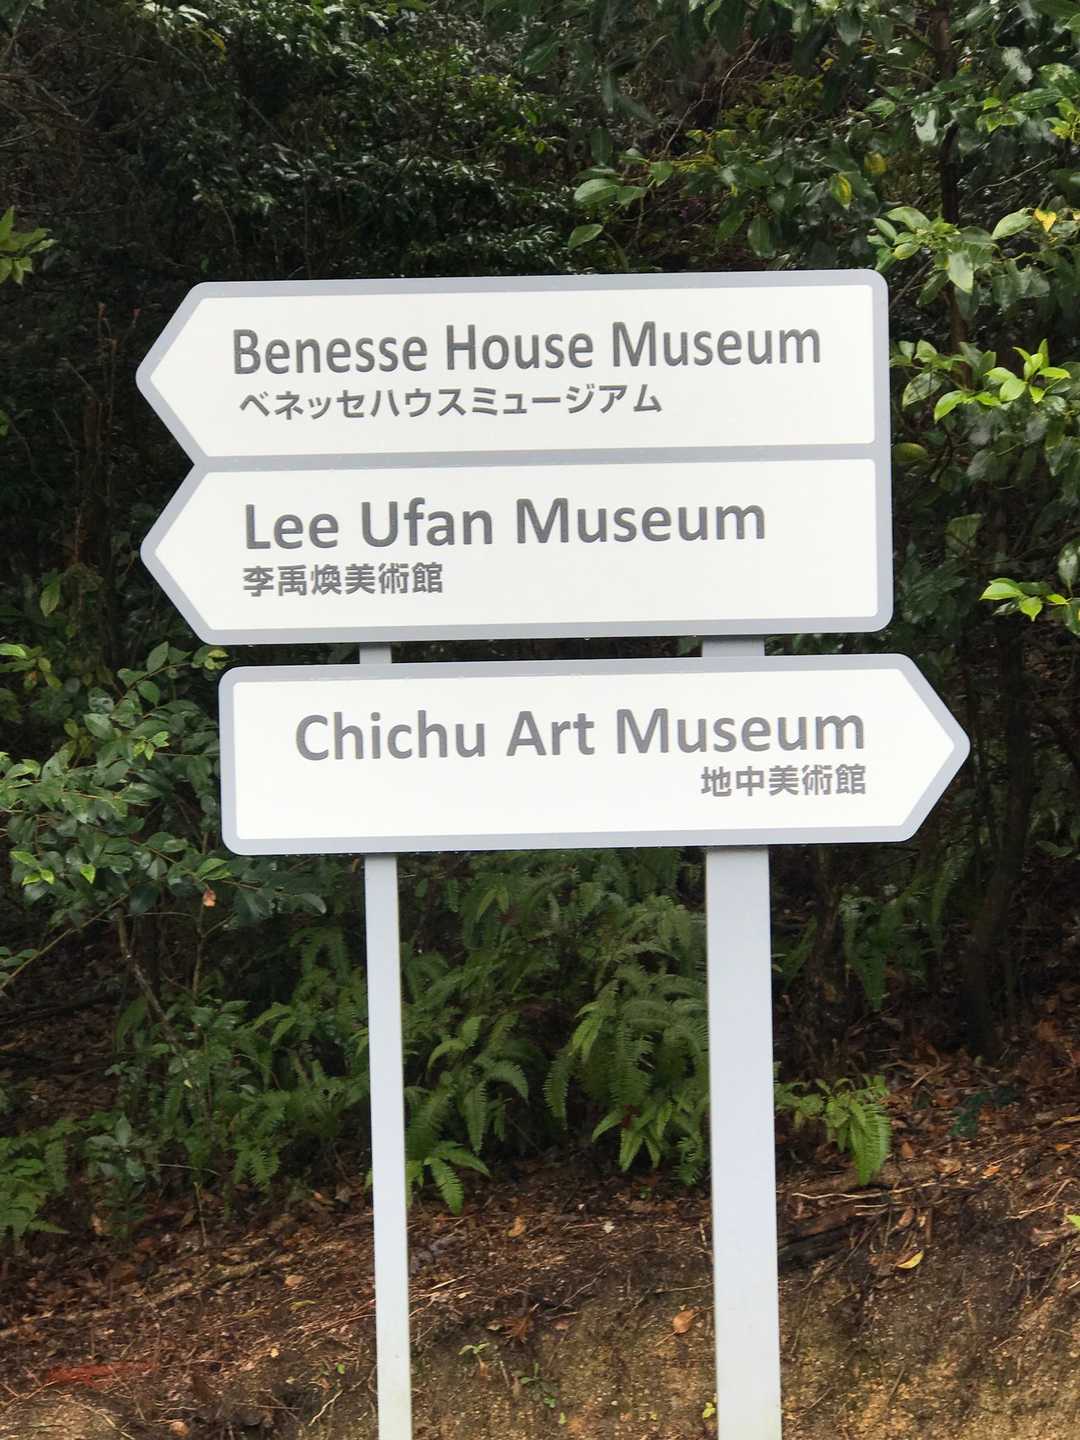 Benesse House Museum
ベネッセハウスミュージアム
Lee Ufan Museum
李禹煥美術館
Chichu Art Museum
地中美術館